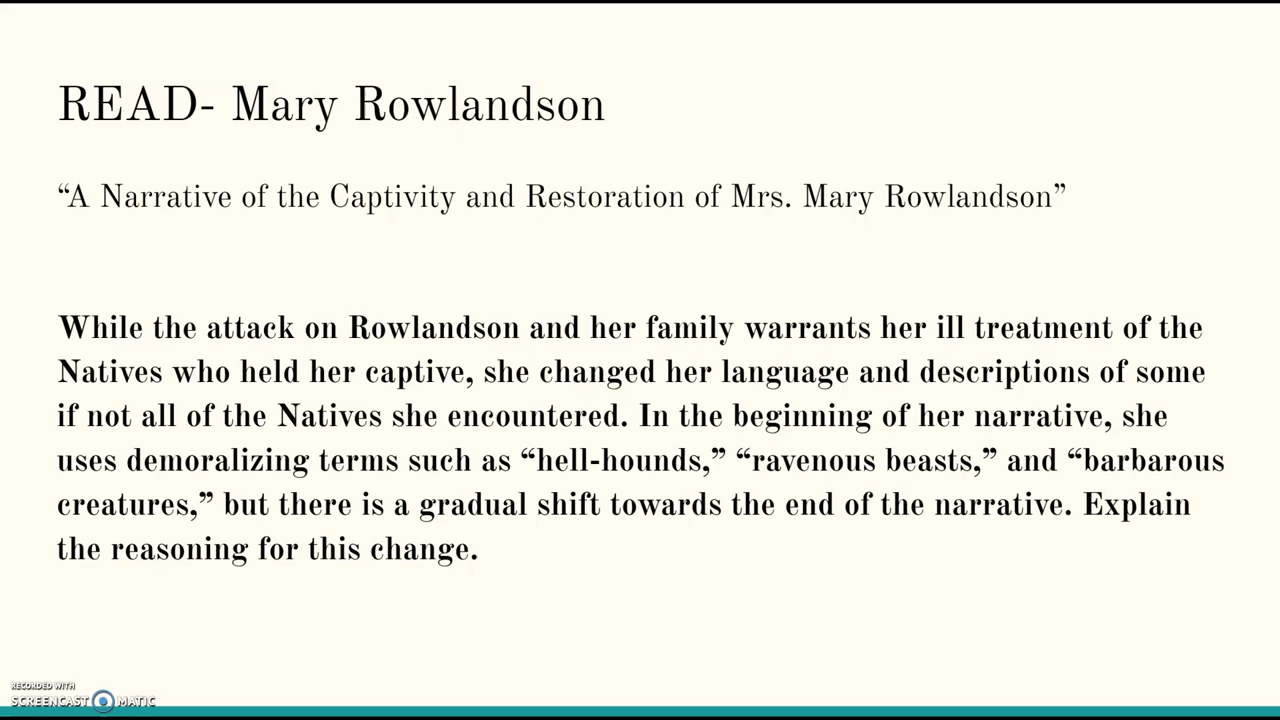 READ- Mary Rowlandson
“A Narrative of the Captivity and Restoration of Mrs. Mary Rowlandson”
While the attack on Rowlandson and her family warrants her ill treatment of the
Natives who held her captive, she changed her language and descriptions of some
if not all of the Natives she encountered. In the beginning of her narrative, she
uses demoralizing terms such as “hell-hounds,” “ravenous beasts,” and “barbarous
creatures,” but there is a gradual shift towards the end of the narrative. Explain
the reasoning for this change.
RECORDED WITH
SCREENCAST MATIC